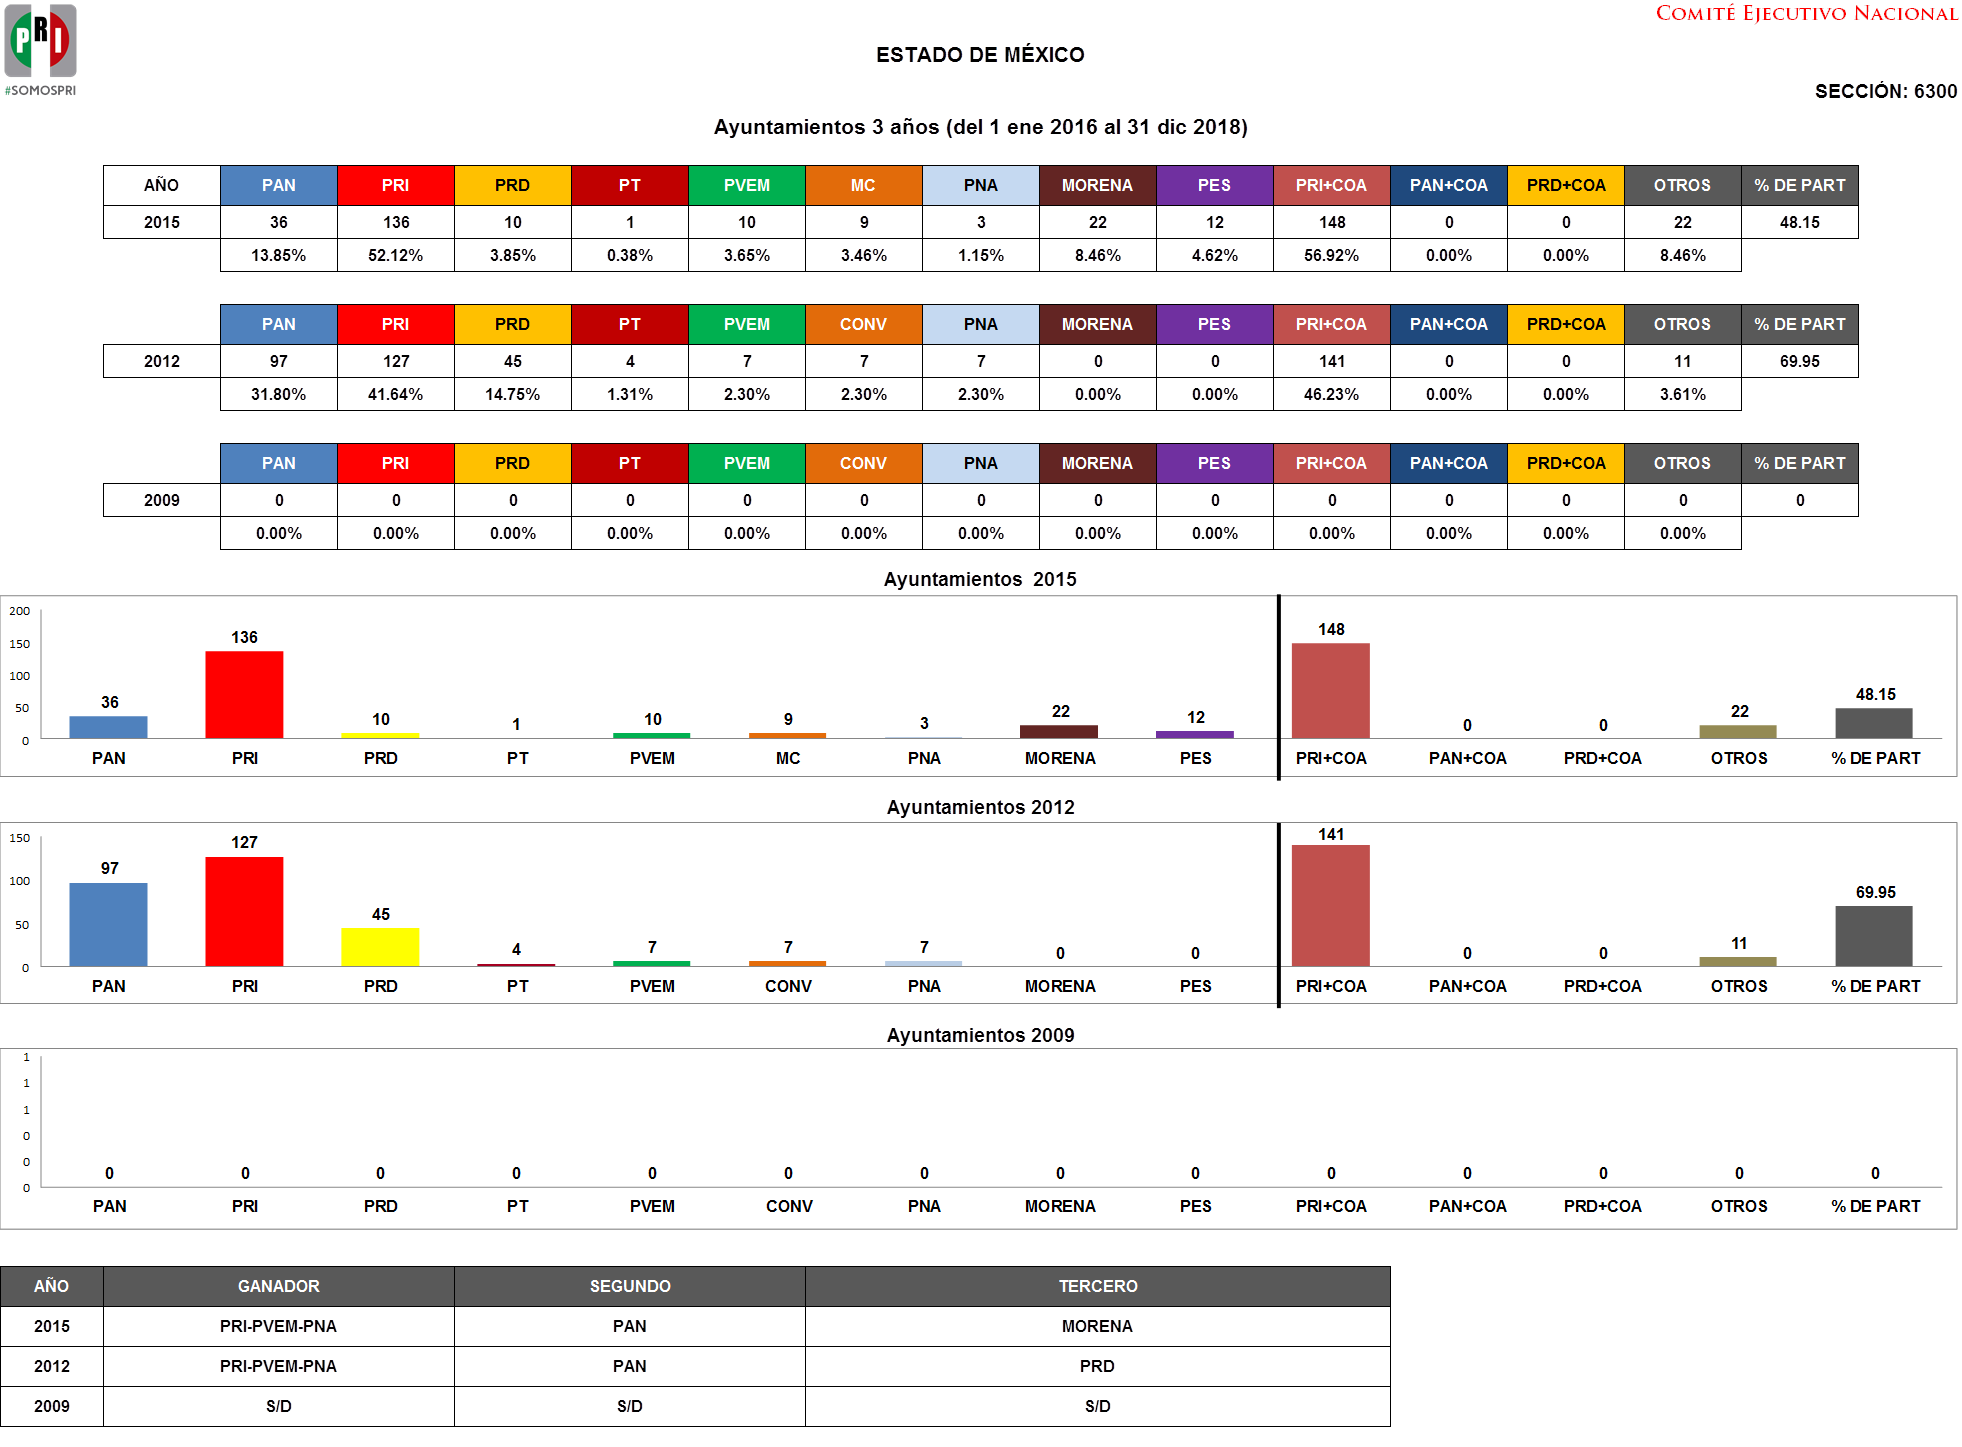 PRI
#SOMOSPRI
COMITÉ EJECUTIVO NACIONAL
ESTADO DE MÉXICO
SECCIÓN: 6300
Ayuntamientos 3 años (del 1 ene 2016 al 31 dic 2018)
AÑO PAN PRI PRD PT PVEM MC PNA MORENA PES PRI+COA PAN+COA PRD+COA OTROS % DE PART
2015 36 136 10 1 10 9 3 22 12 148 0 0 22 48.15
13.85% 52.12% 3.85% 0.38% 3.65% 3.46% 1.15% 8.46% 4.62% 56.92% 0.00% 0.00% 8.46%
PAN PRI PRD PT PVEM CONV PNA MORENA PES PRI+COA PAN+COA PRD+COA OTROS % DE PART
2012 97 127 45 4 7 7 7 0 0 141 0 0 11 69.95
31.80% 41.64% 14.75% 1.31% 2.30% 2.30% 2.30% 0.00% 0.00% 46.23% 0.00% 0.00% 3.61%
PAN PRI PRD PT PVEM CONV PNA MORENA PES PRI+COA PAN+COA PRD+COA OTROS % DE PART
2009 0 0 0 0 0 0 0 0 0 0 0 0 0 0
0.00% 0.00% 0.00% 0.00% 0.00% 0.00% 0.00% 0.00% 0.00% 0.00% 0.00% 0.00% 0.00%
Ayuntamientos 2015
200
150
100
50
0
36 136 10 1 10 9 3 22 12 148 0 0 22 48.15
PAN PRI PRD PT PVEM MC PNA MORENA PES PRI+COA PAN+COA PRD+COA OTROS % DE PART
Ayuntamientos 2012
150
100
50
0
97 127 45 4 7 7 7 0 0 141 0 0 11 69.95
PAN PRI PRD PT PVEM CONV PNA MORENA PES PRI+COA PAN+COA PRD+COA OTROS % DE PART
Ayuntamientos 2009
1
1
1
0
0
0
0 0 0 0 0 0 0 0 0 0 0 0 0 0
PAN PRI PRD PT PVEM CONV PNA MORENA PES PRI+COA PAN+COA PRD+COA OTROS % DE PART
AÑO GANADOR SEGUNDO TERCERO
2015 PRI-PVEM-PNA PAN MORENA
2012 PRI-PVEM-PNA PAN PRD
2009 S/D S/D S/D